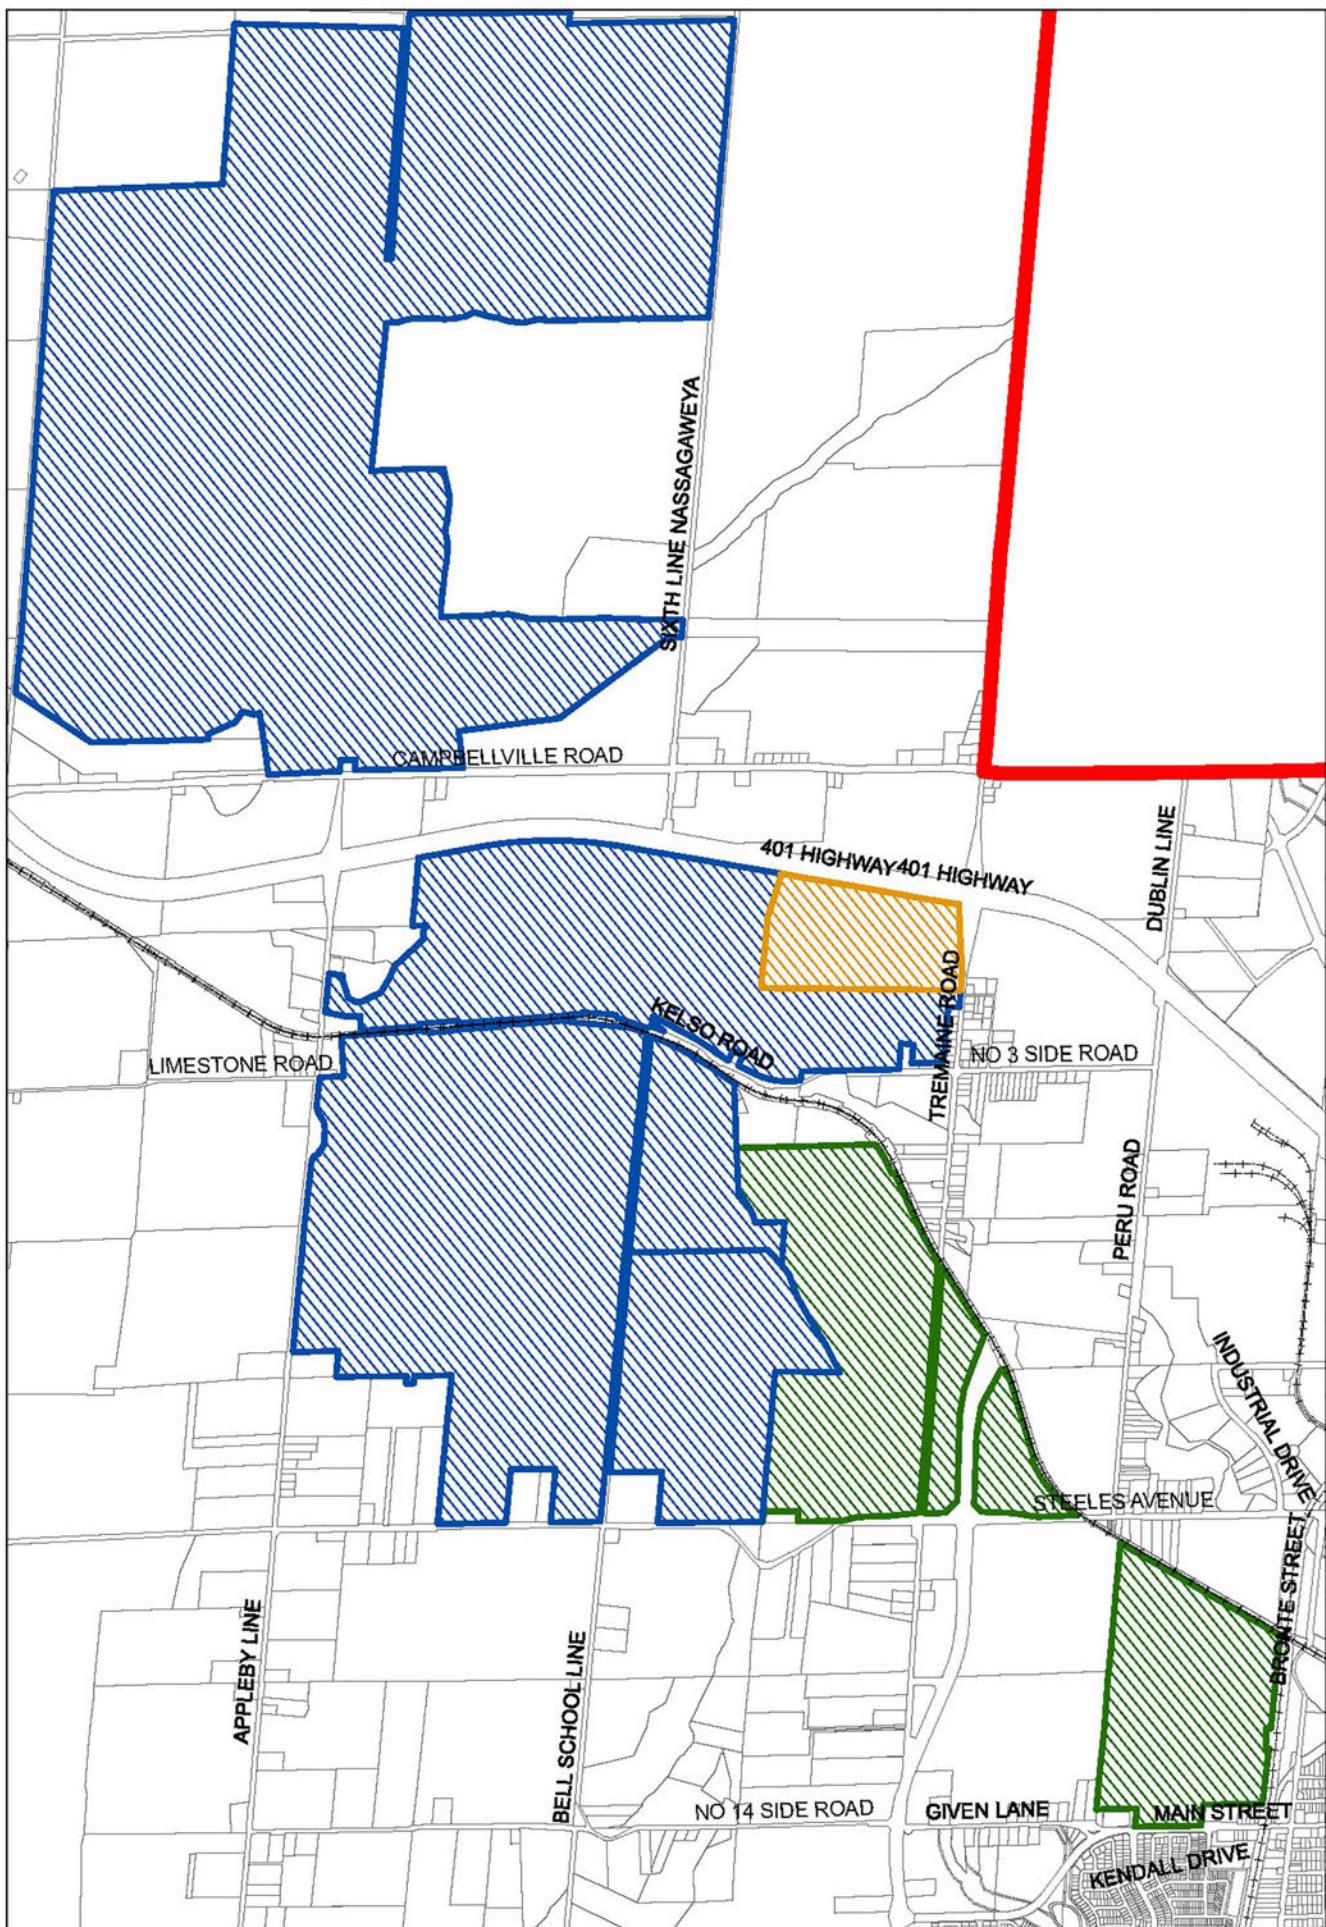 SIXTH LINE NASSAGAWEYA
CAMPBELLVILLE ROAD
401 HIGHWAY
401 HIGHWAY
DUBLIN LINE
TREMAINE ROAD
KELSO ROAD
LIMESTONE ROAD
NO 3 SIDE ROAD
PERU ROAD
INDUSTRIAL DRIVE
STEELES AVENUE
BRONTE STREET
APPLEBY LINE
BELL SCHOOL LINE
NO 14 SIDE ROAD
GIVEN LANE
MAIN STREET
KENDALL DRIVE